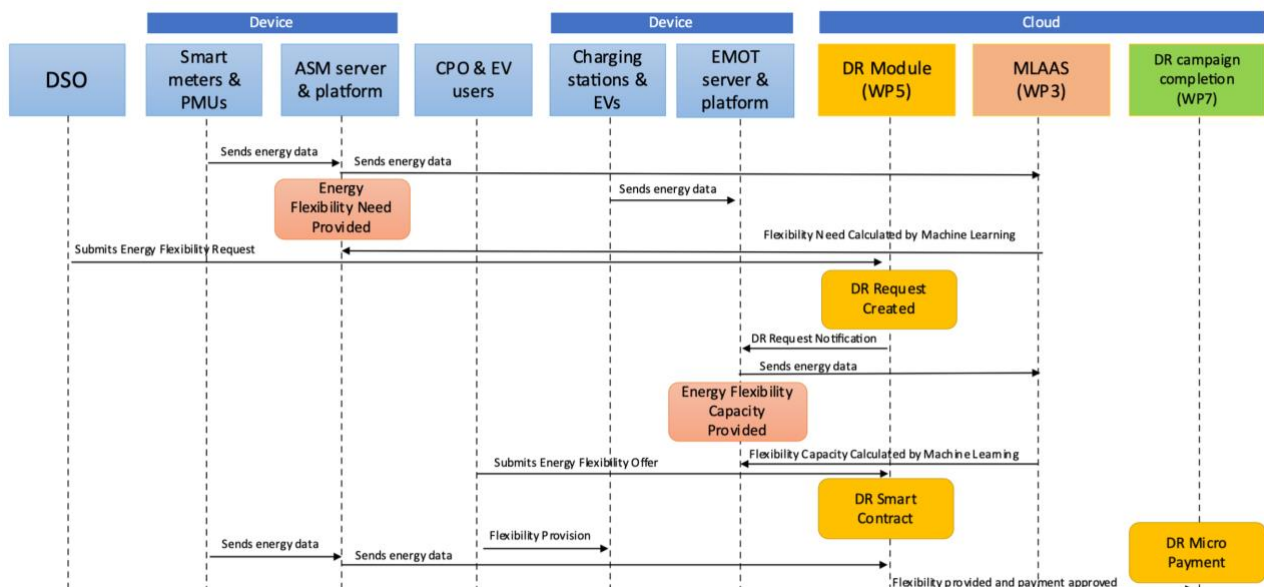 Device
Device
Cloud
DSO
Smart
meters &
PMUs
ASM server
& platform
CPO & EV
users
Charging
stations &
EVs
EMOT
server &
platform
DR Module
(WP5)
MLAAS
(WP3)
DR campaign
completion
(WP7)
Sends energy data
Sends energy data
Energy
Flexibility Need
Provided
Sends energy data
Flexibility Need Calculated by Machine Learning
Submits Energy Flexibility Request
DR Request
Created
DR Request Notification
Sends energy data
Energy Flexibility
Capacity
Provided
Flexibility Capacity Calculated by Machine Learning
Submits Energy Flexibility Offer
DR Smart
Contract
Flexibility Provision
Sends energy data
Sends energy data
DR Micro
Payment
Flexibility provided and payment approved